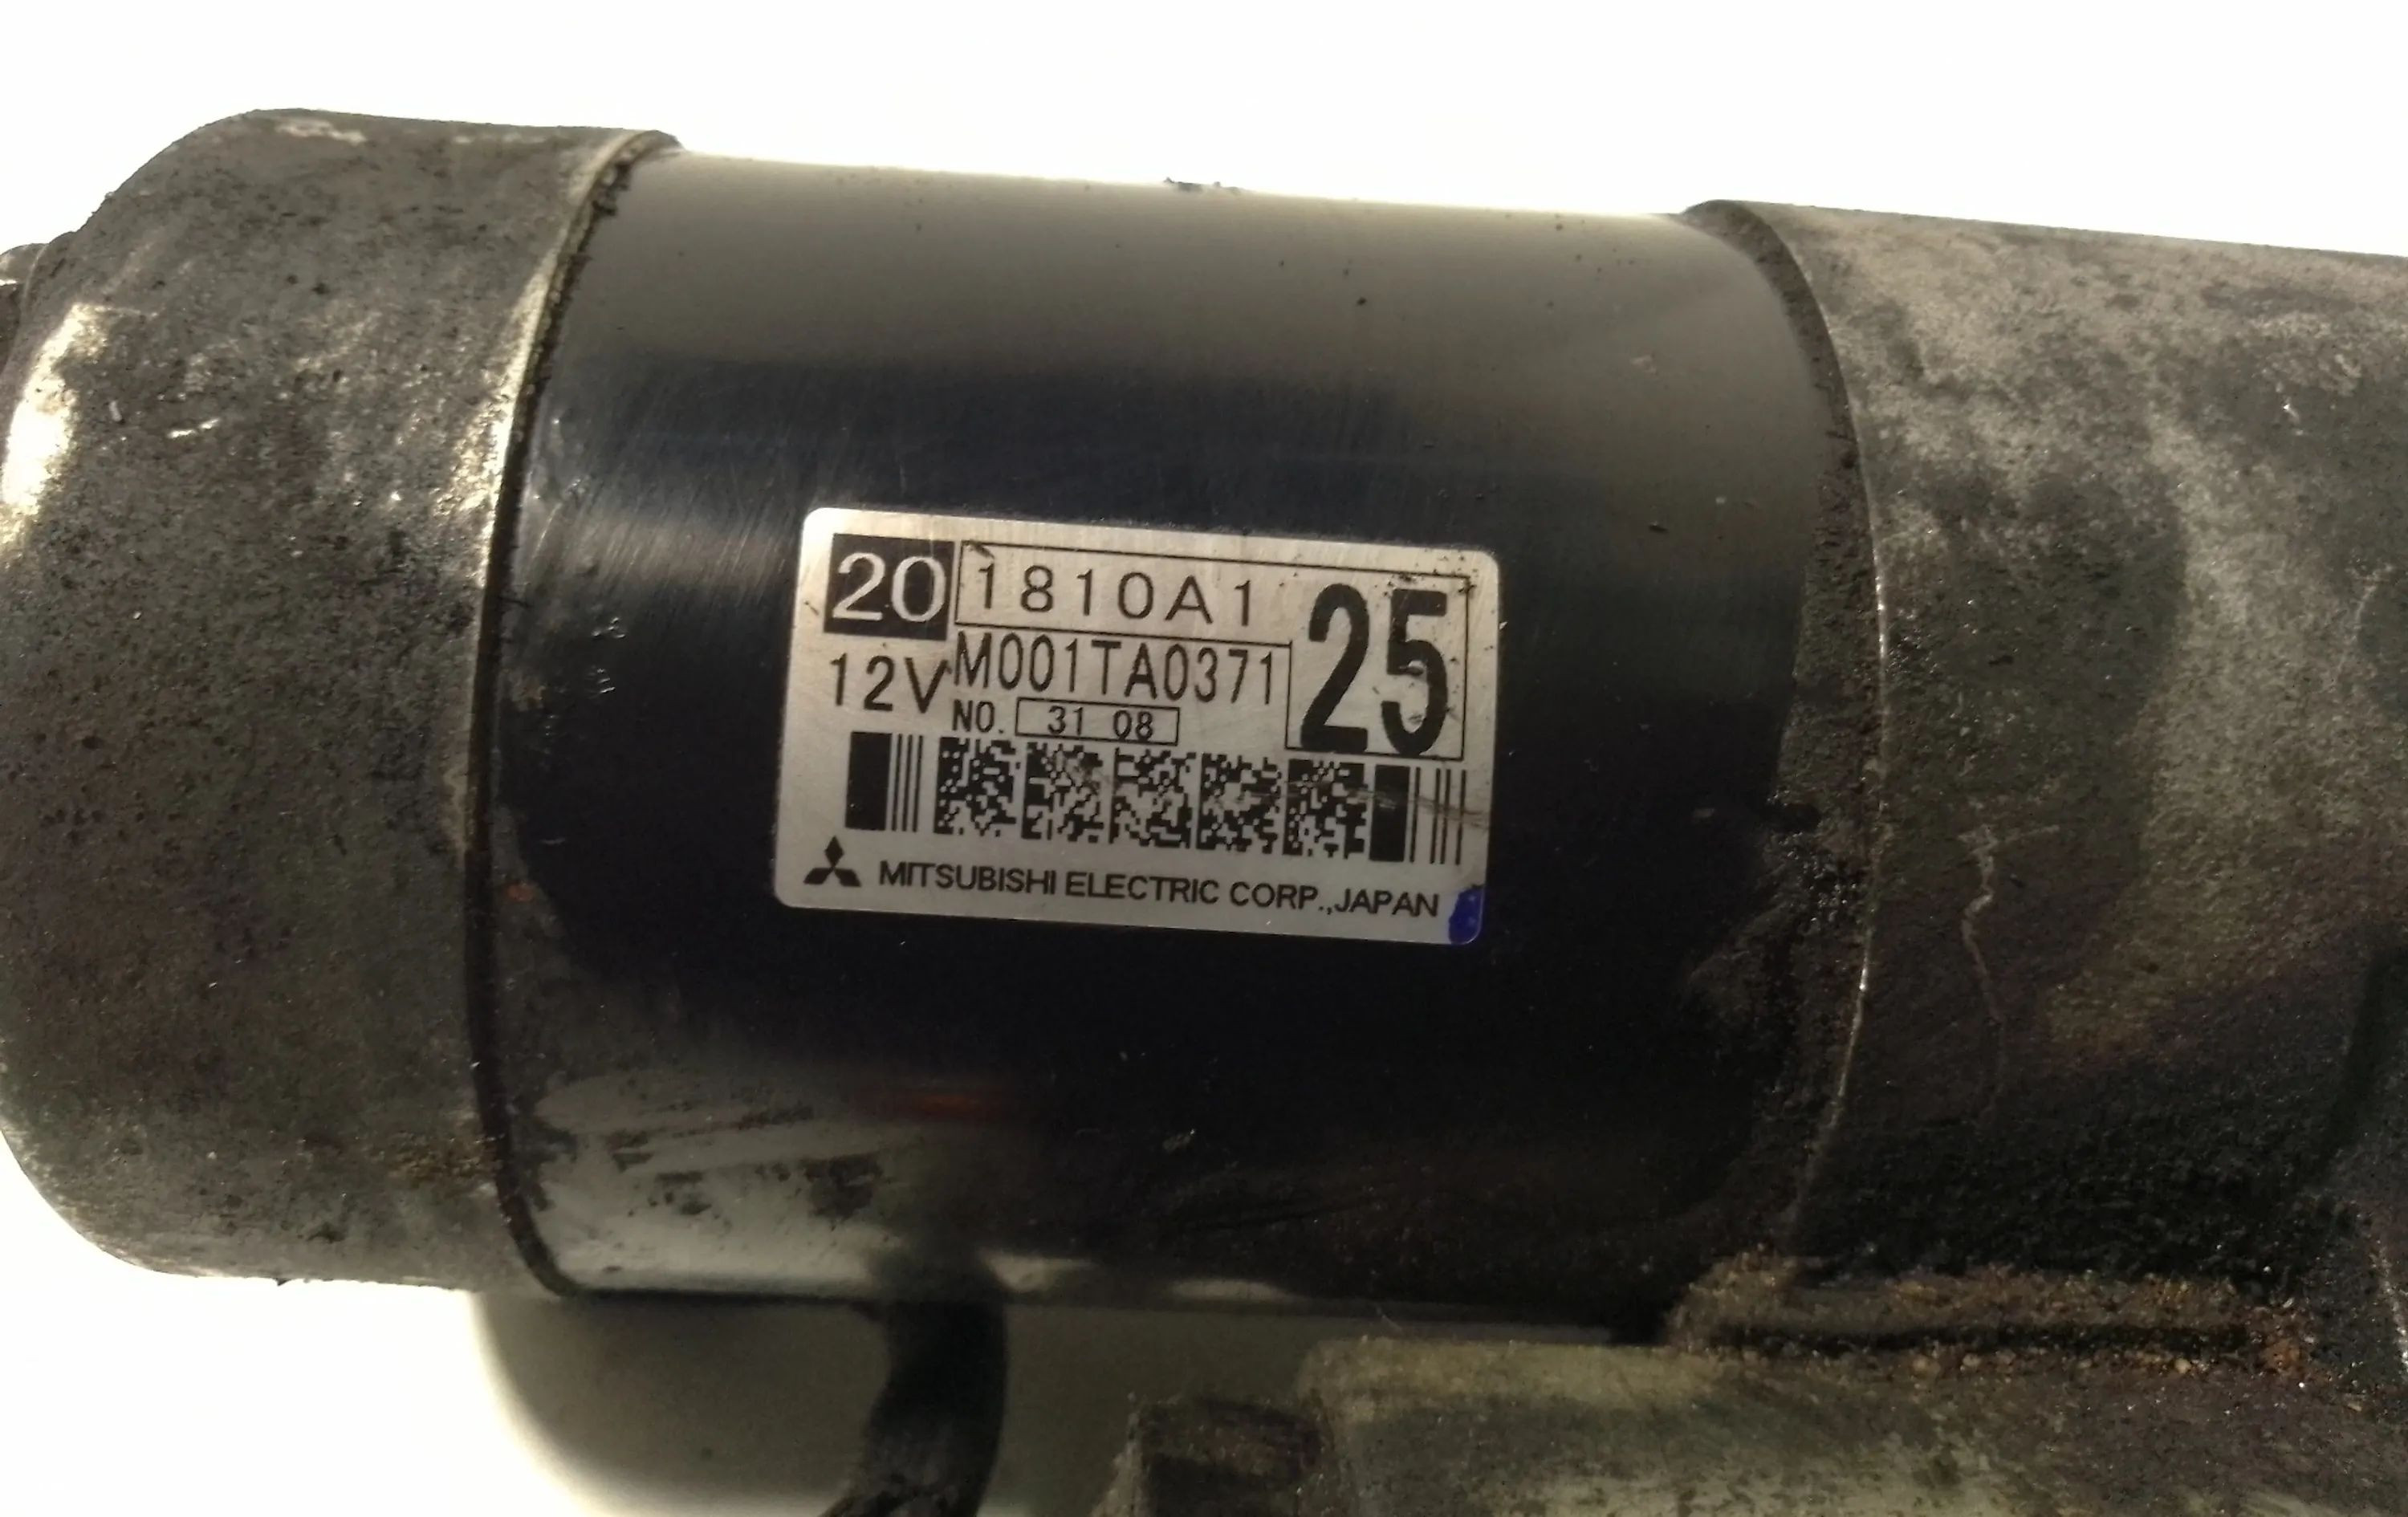 20 1810A1 25
12V M001TA0371
NO. 31 08
MITSUBISHI ELECTRIC CORP.,JAPAN